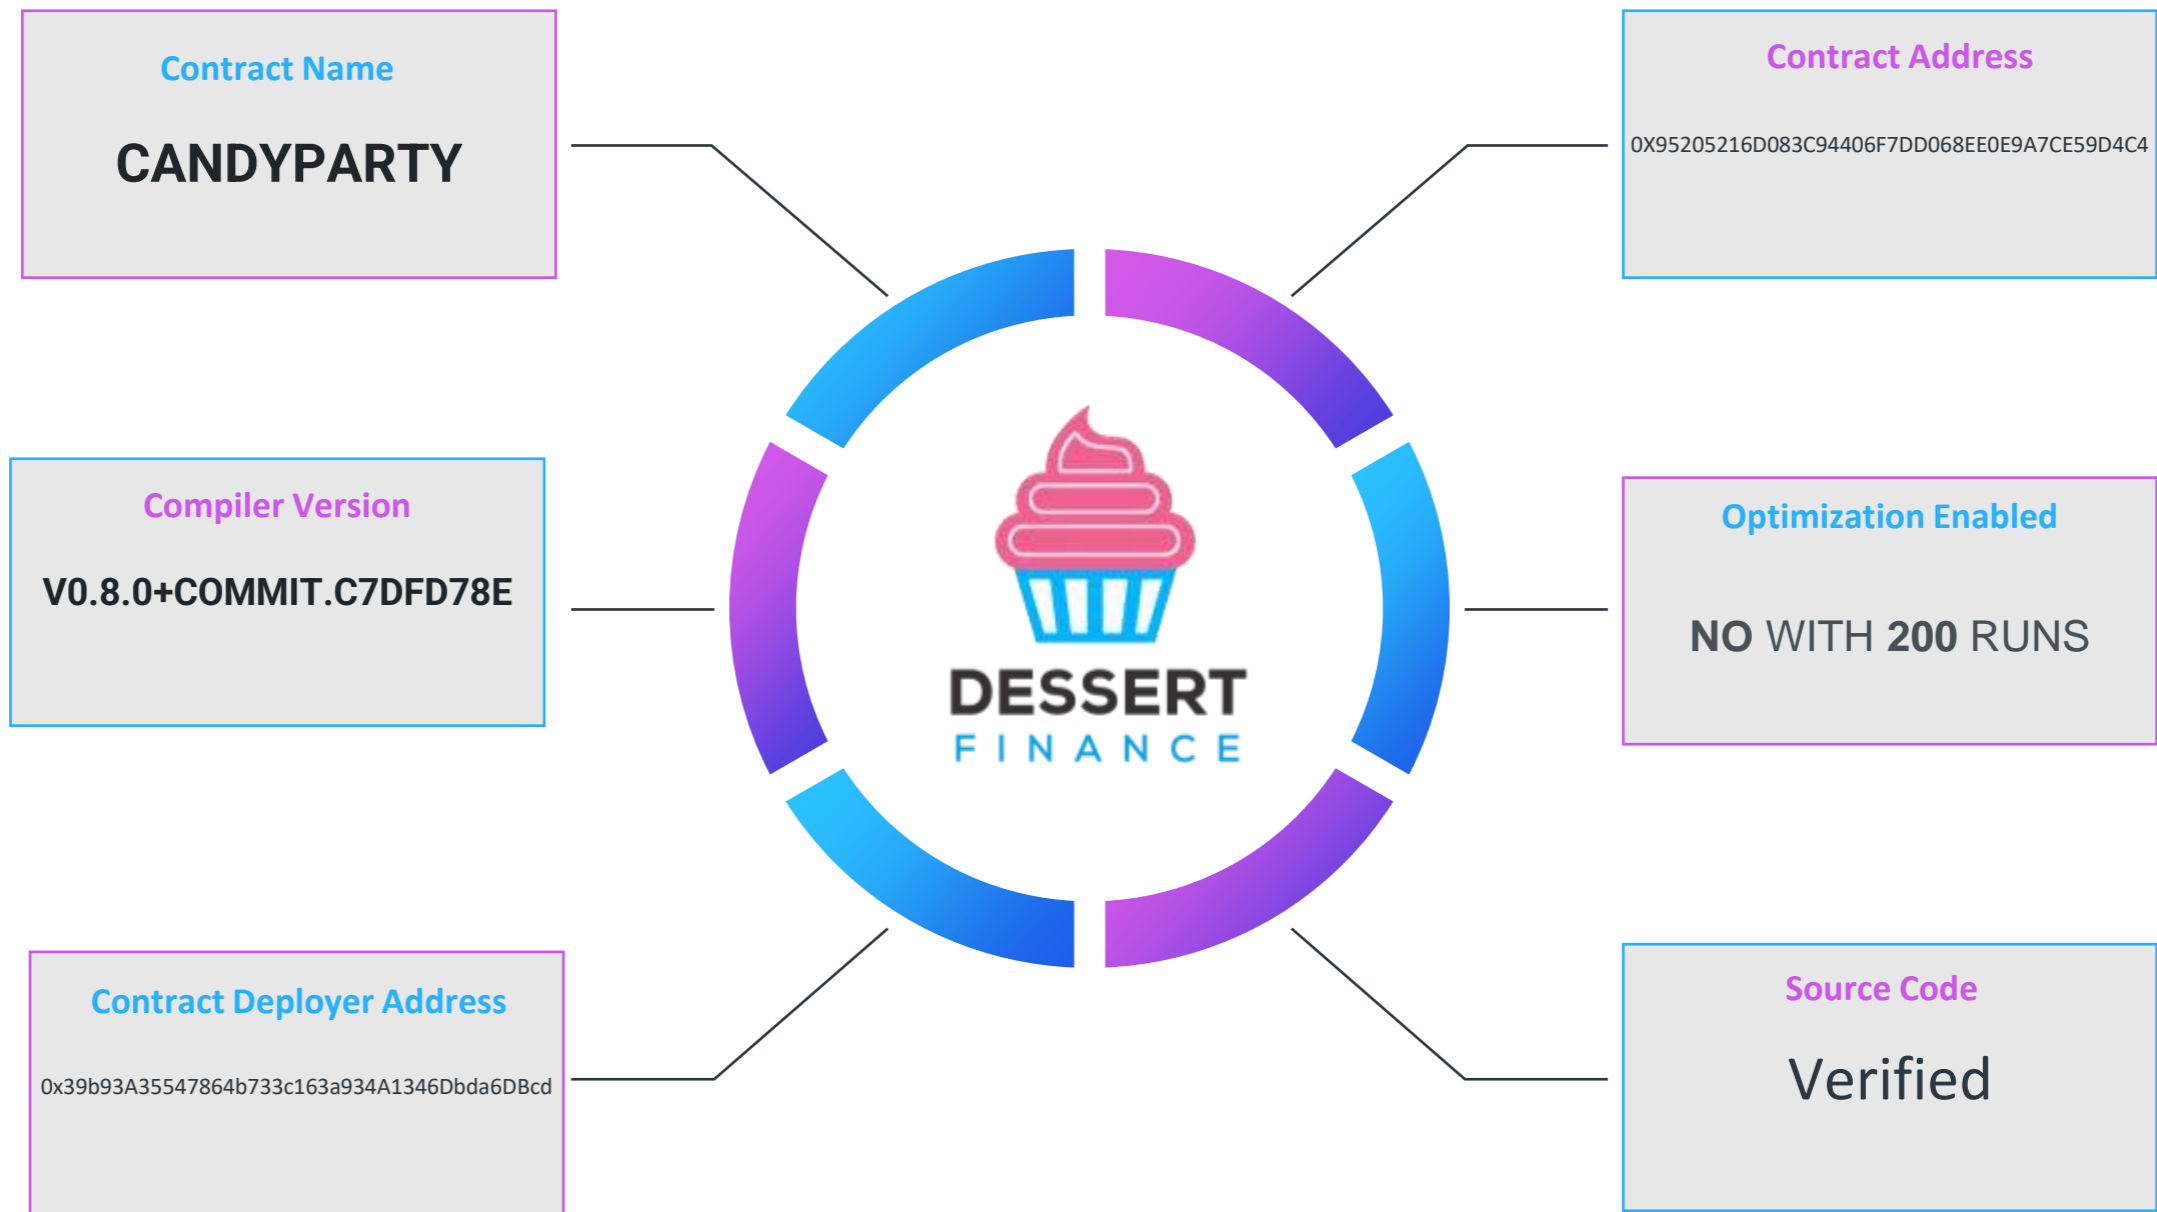 Contract Name
CANDYPARTY
Contract Address
0X95205216D083C94406F7DD068EE0E9A7CE59D4C4
Compiler Version
V0.8.0+COMMIT.C7DFD78E
Optimization Enabled
NO WITH 200 RUNS
DESSERT
FINANCE
Contract Deployer Address
0x39b93A35547864b733c163a934A1346Dbda6DBcd
Source Code
Verified